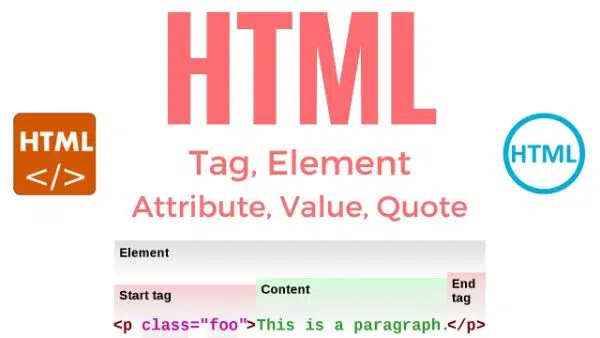 HTML
HTML
</>
HTML
Tag, Element
Attribute, Value, Quote
Element
Start tag
Content
End
tag
<p class="foo">This is a paragraph.</p>